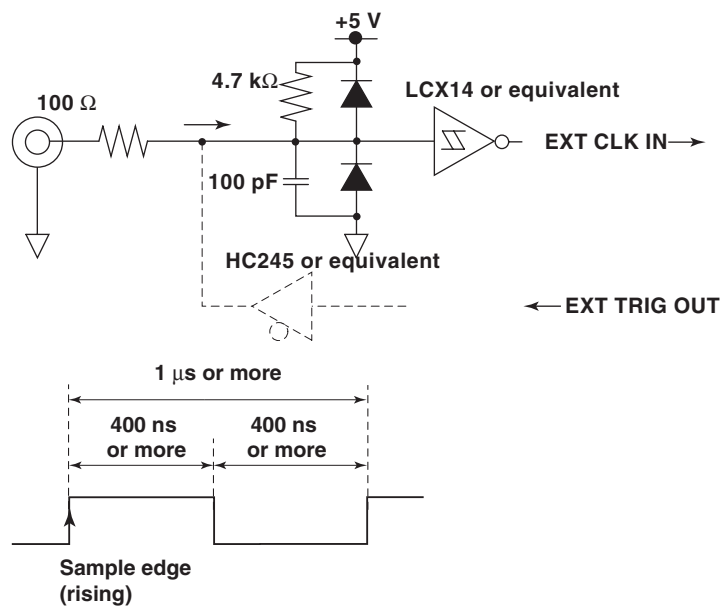 +5 V
4.7 kΩ
LCX14 or equivalent
100 Ω
EXT CLK IN
100 pF
HC245 or equivalent
EXT TRIG OUT
1 μs or more
400 ns
or more
400 ns
or more
Sample edge
(rising)